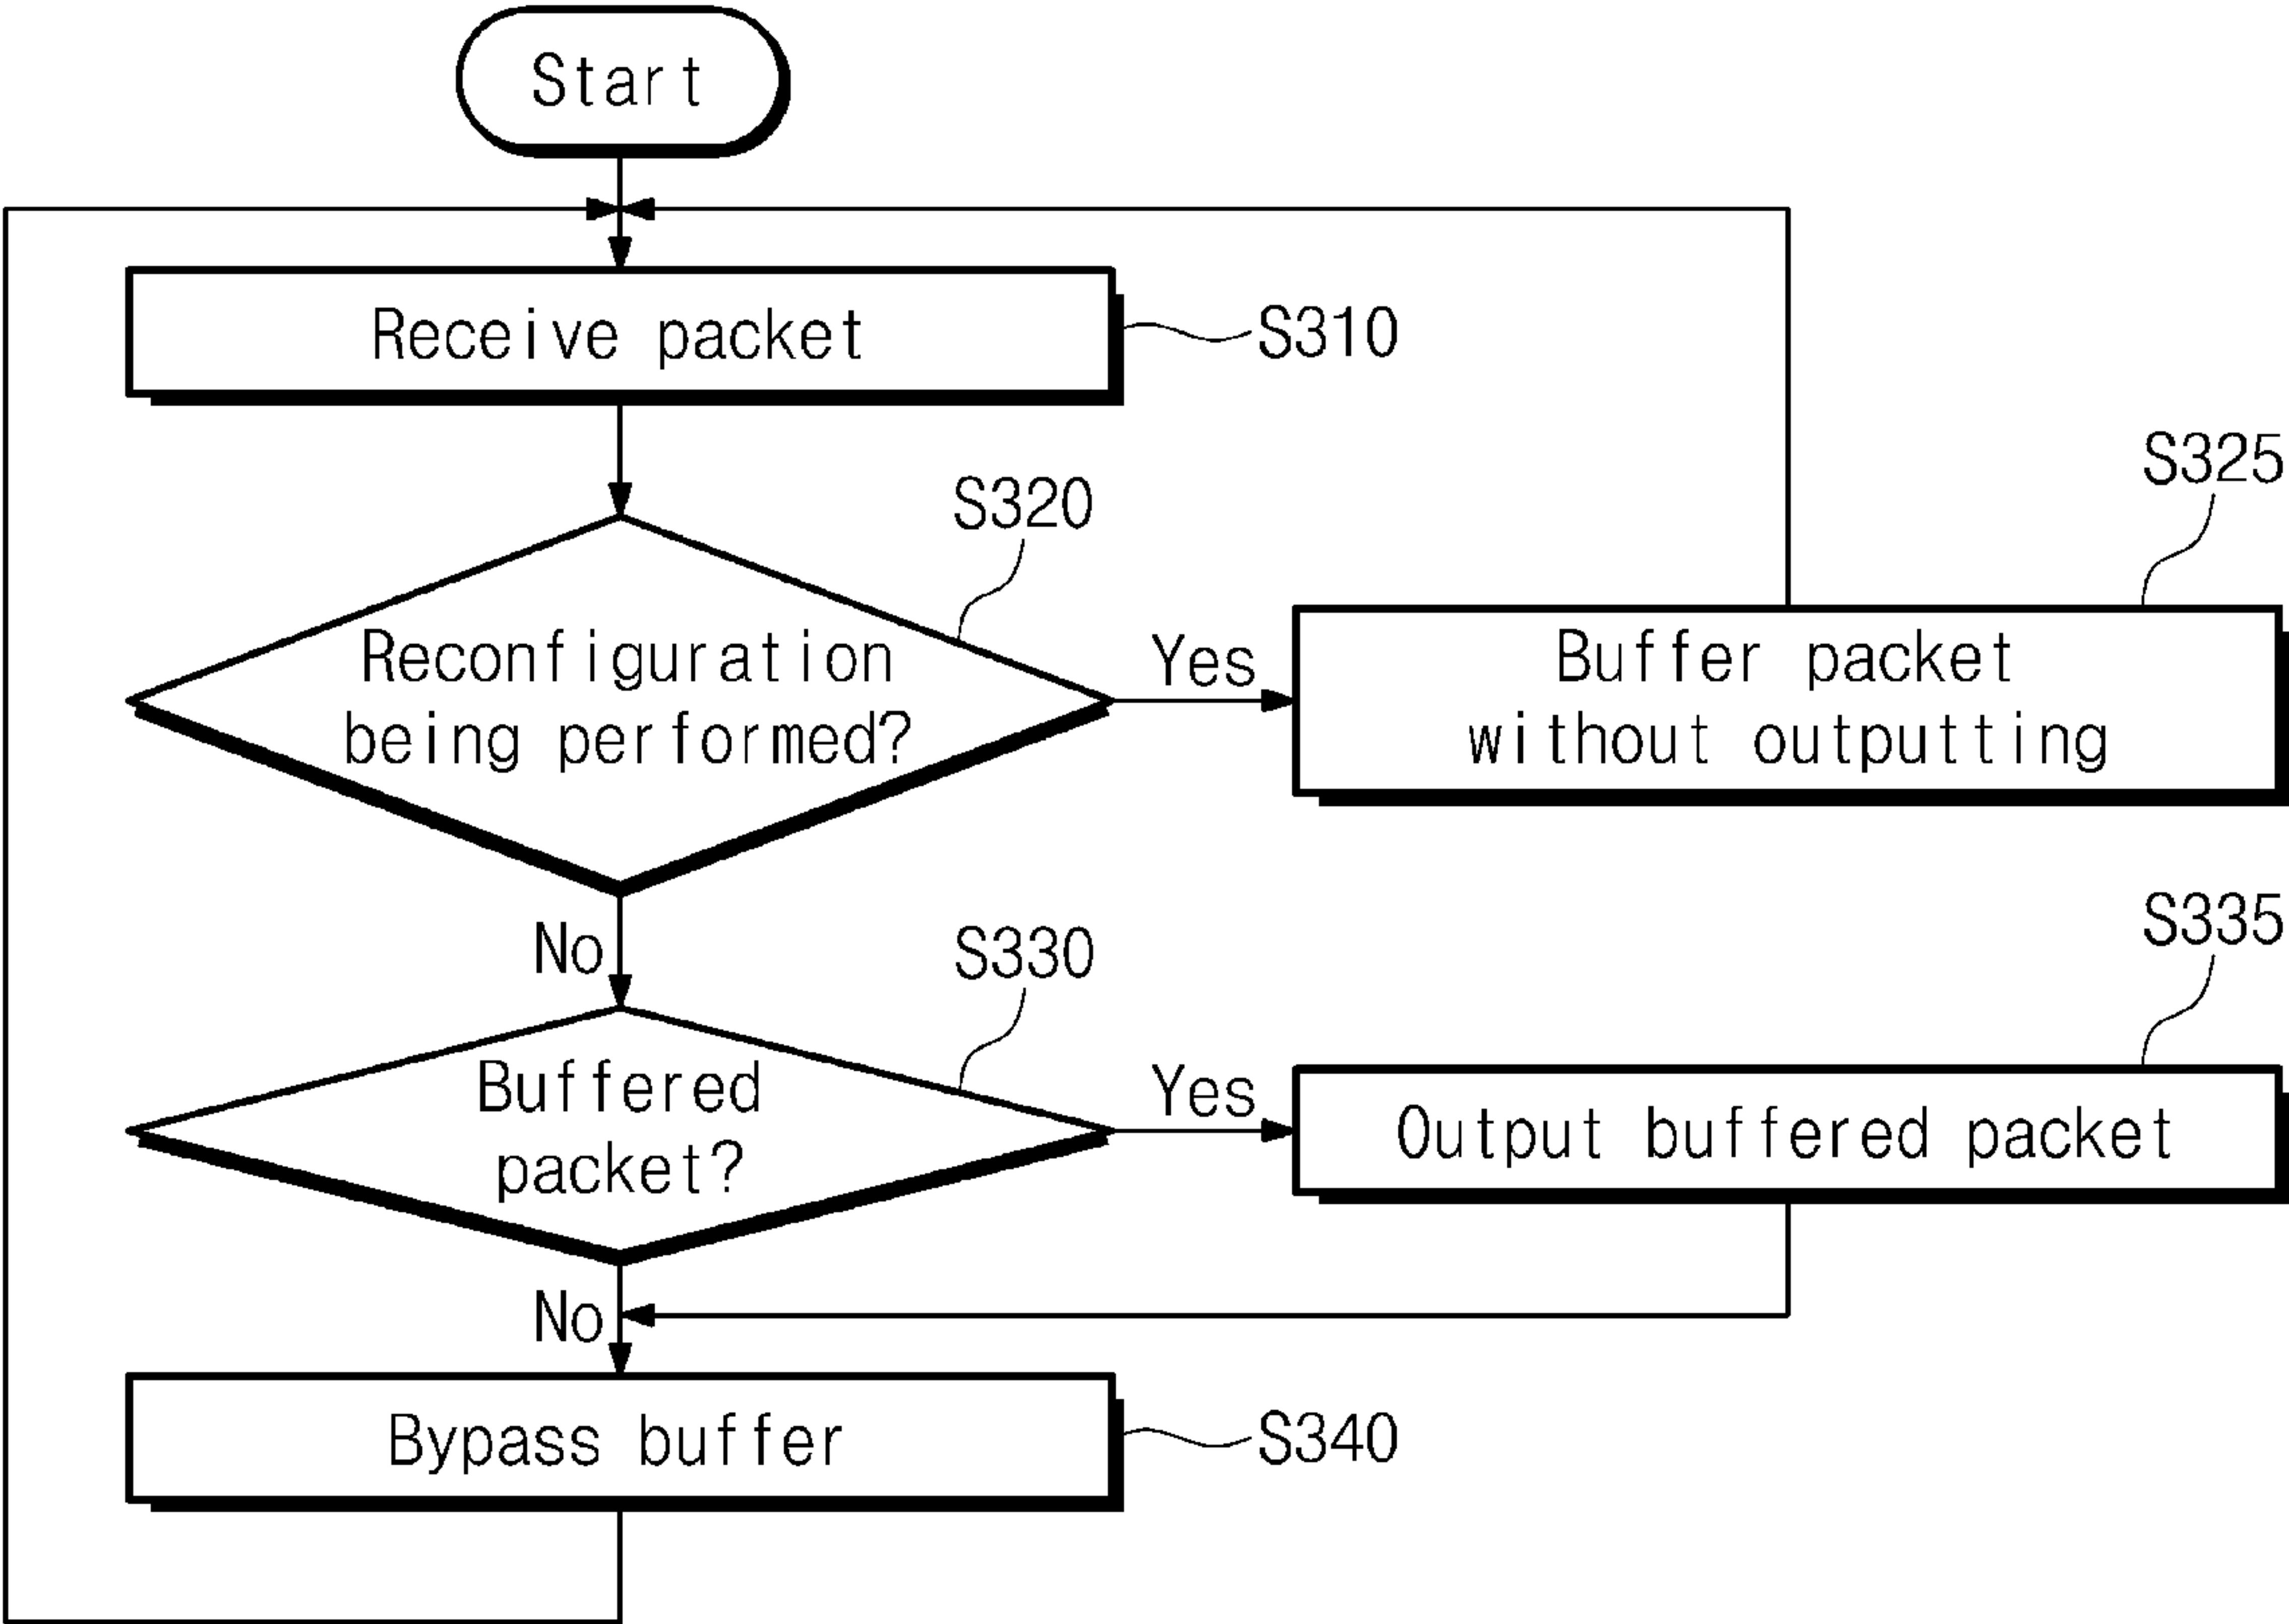 Start
Receive packet
S310
S320
S325
Reconfiguration
being performed?
Yes
Buffer packet
without outputting
No
S330
S335
Buffered
packet?
Yes
Output buffered packet
No
Bypass buffer
S340